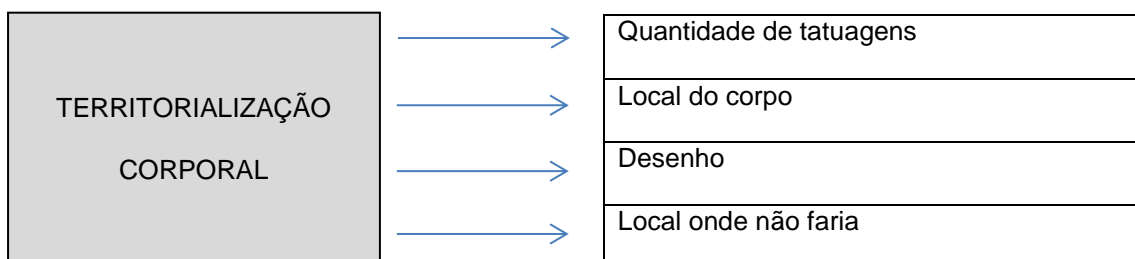 TERRITORIALIZAÇÃO
CORPORAL
Quantidade de tatuagens
Local do corpo
Desenho
Local onde não faria